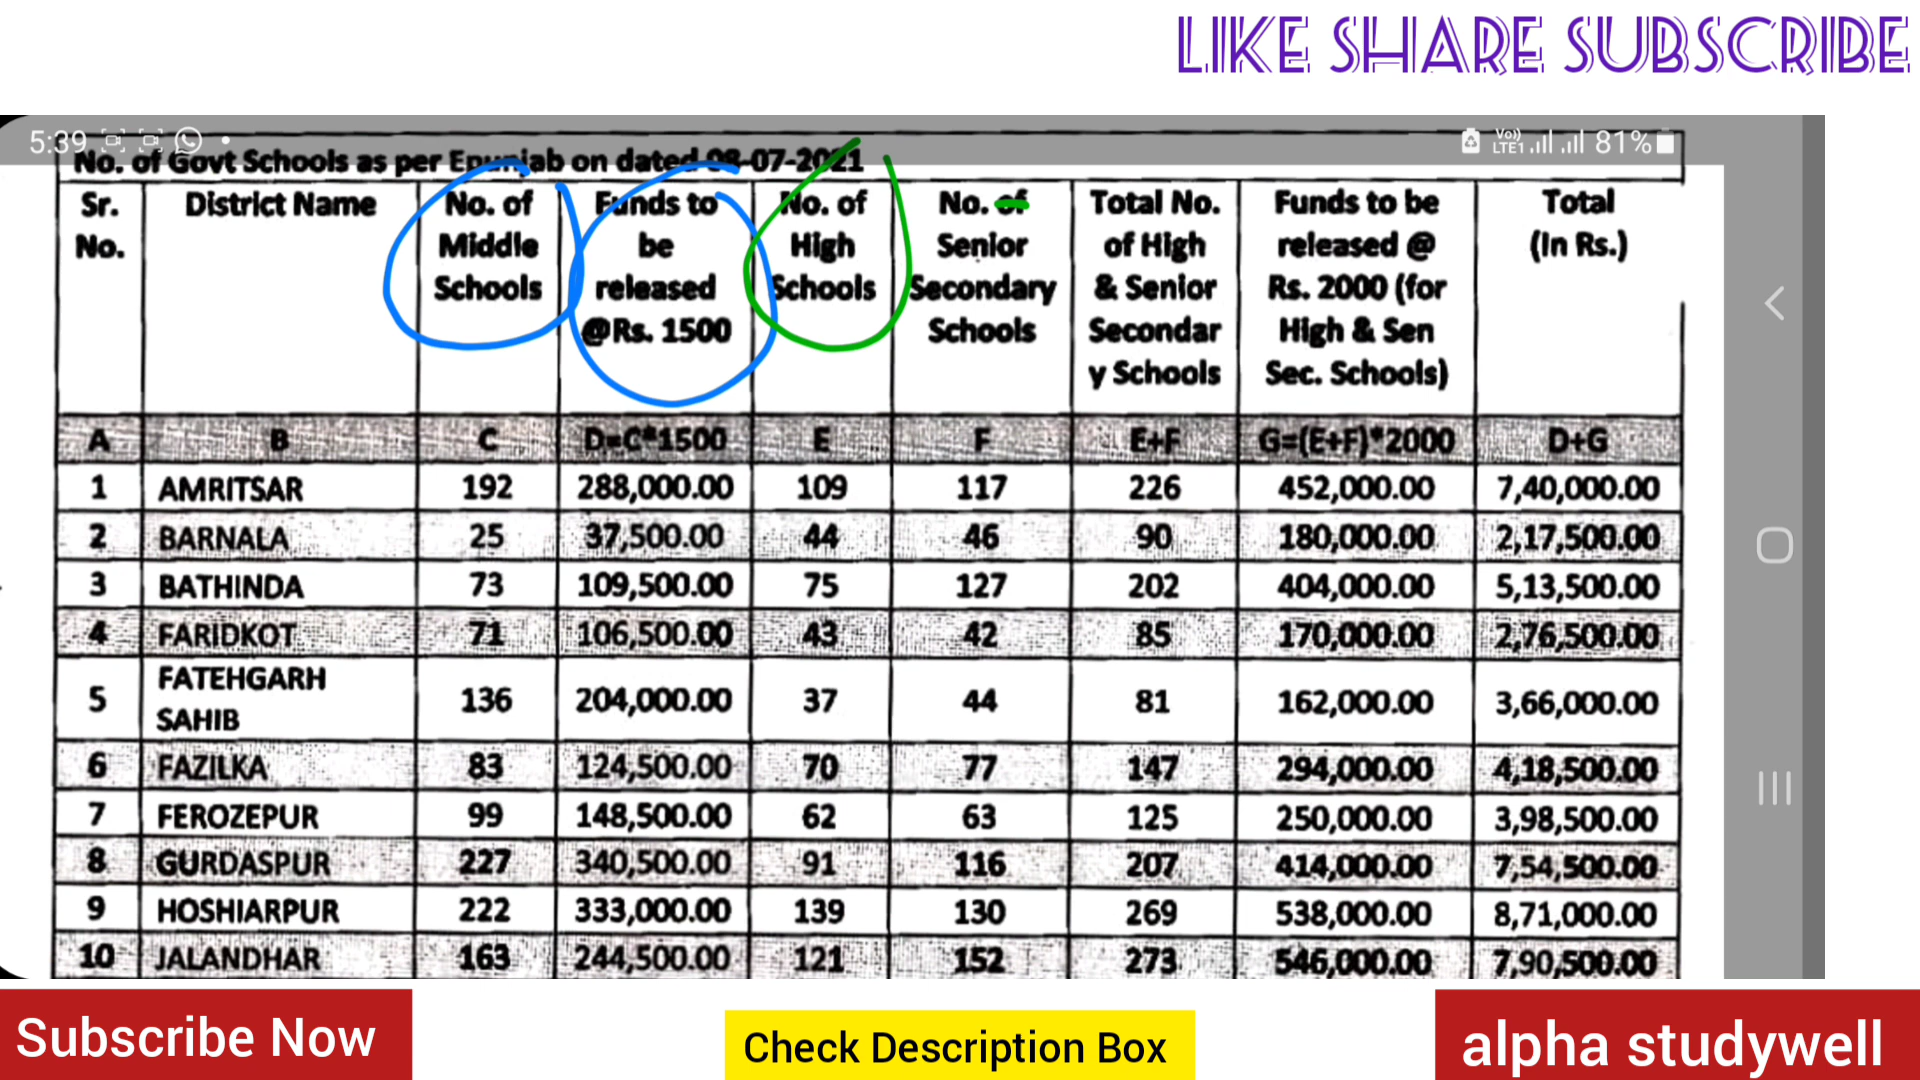 LIKE SHARE SUBSCRIBE
5:39
Vo))
LTE1
81%
No. of Govt Schools as per Epunjab on dated 08-07-2021
Sr. No. District Name No. of Middle Schools Funds to be released @Rs. 1500 No. of High Schools No. of Senior Secondary Schools Total No. of High & Senior Secondar y Schools Funds to be released @ Rs. 2000 (for High & Sen Sec. Schools) Total (In Rs.)
A B C D=C*1500 E F E+F G=(E+F)*2000 D+G
1 AMRITSAR 192 288,000.00 109 117 226 452,000.00 7,40,000.00
2 BARNALA 25 37,500.00 44 46 90 180,000.00 2,17,500.00
3 BATHINDA 73 109,500.00 75 127 202 404,000.00 5,13,500.00
4 FARIDKOT 71 106,500.00 43 42 85 170,000.00 2,76,500.00
5 FATEHGARH SAHIB 136 204,000.00 37 44 81 162,000.00 3,66,000.00
6 FAZILKA 83 124,500.00 70 77 147 294,000.00 4,18,500.00
7 FEROZEPUR 99 148,500.00 62 63 125 250,000.00 3,98,500.00
8 GURDASPUR 227 340,500.00 91 116 207 414,000.00 7,54,500.00
9 HOSHIARPUR 222 333,000.00 139 130 269 538,000.00 8,71,000.00
10 JALANDHAR 163 244,500.00 121 152 273 546,000.00 7,90,500.00
Subscribe Now
Check Description Box
alpha studywell